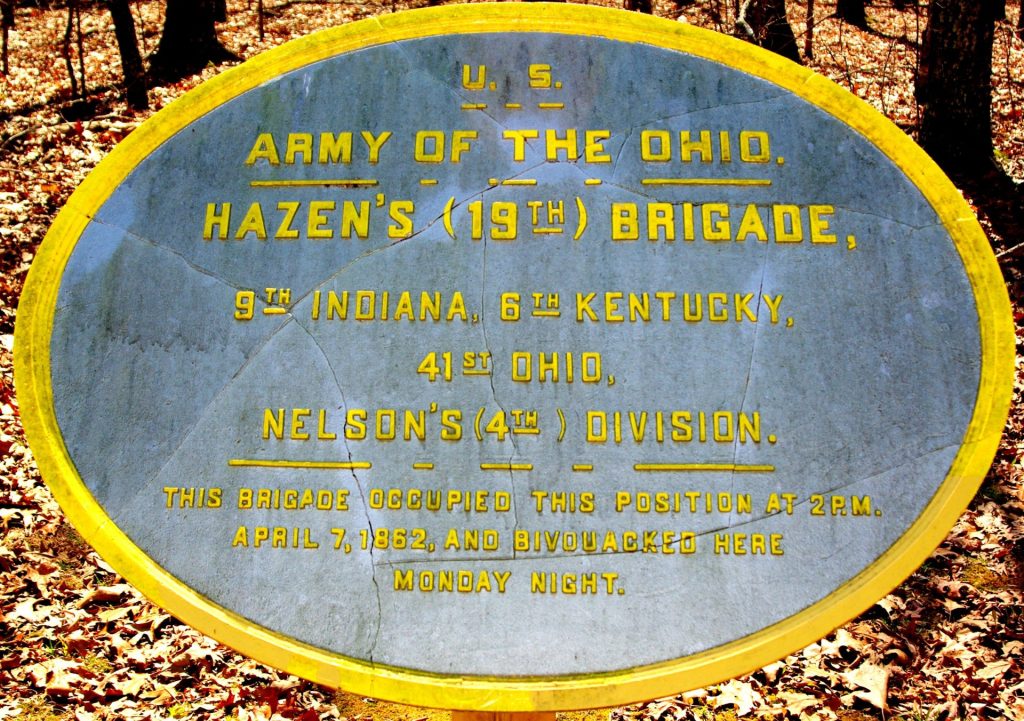 U. S.
ARMY OF THE OHIO.
HAZEN'S (19TH) BRIGADE,
9TH INDIANA, 6TH KENTUCKY,
41ST OHIO,
NELSON'S (4TH ) DIVISION.
THIS BRIGADE OCCUPIED THIS POSITION AT 2 P.M.
APRIL 7, 1862, AND BIVOUACKED HERE
MONDAY NIGHT.